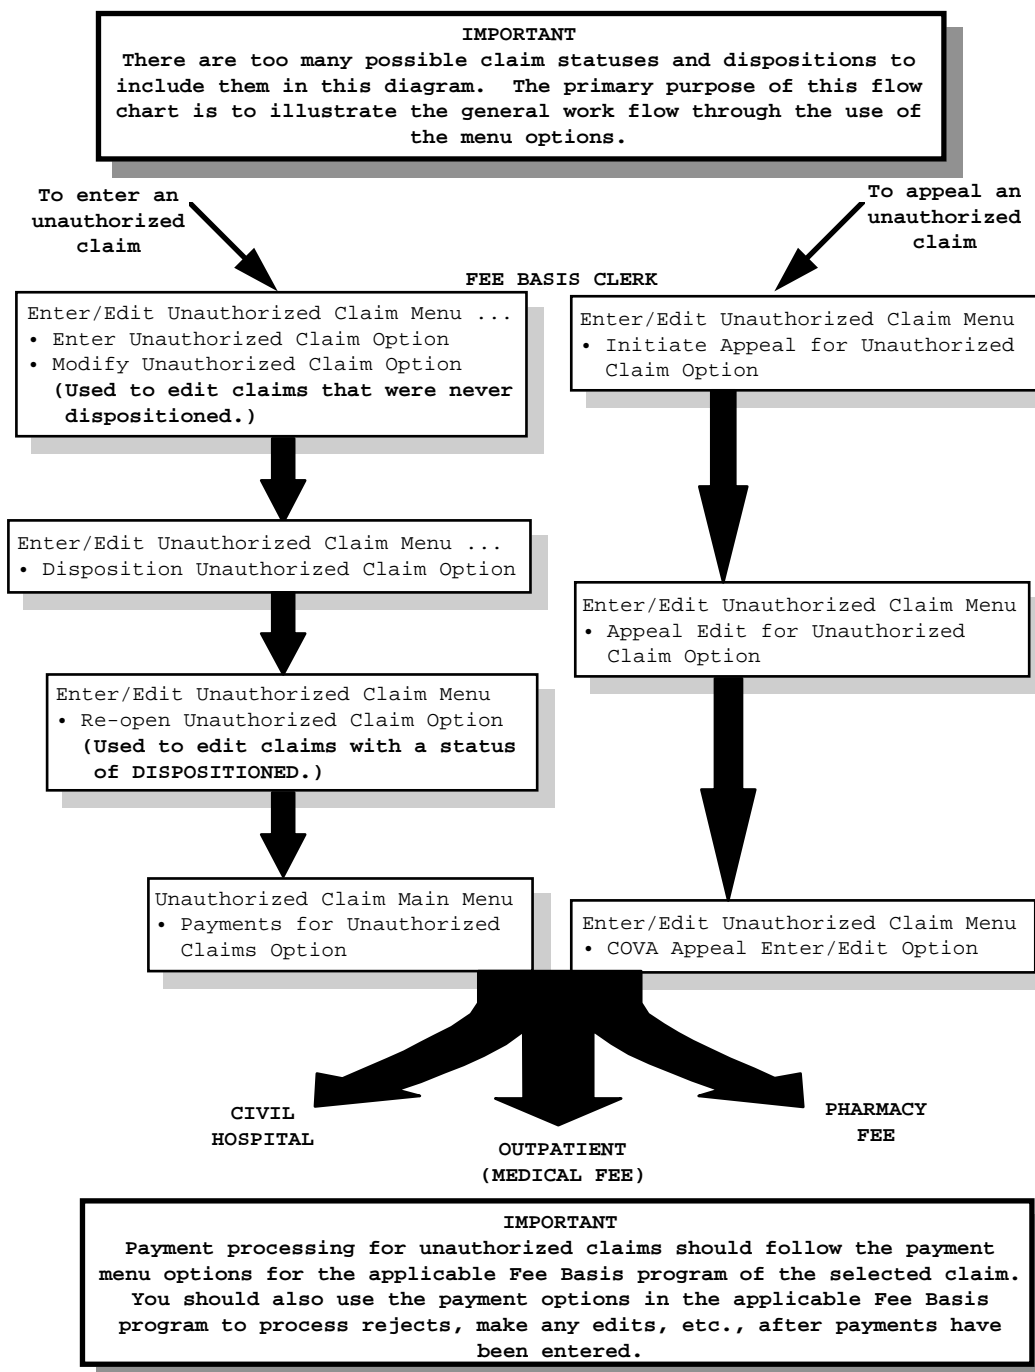 IMPORTANT
There are too many possible claim statuses and dispositions to
include them in this diagram.  The primary purpose of this flow
chart is to illustrate the general work flow through the use of
the menu options.
To enter an
unauthorized
claim
To appeal an
unauthorized
claim
FEE BASIS CLERK
Enter/Edit Unauthorized Claim Menu ...
• Enter Unauthorized Claim Option
• Modify Unauthorized Claim Option
(Used to edit claims that were never
dispositioned.)
Enter/Edit Unauthorized Claim Menu ...
• Disposition Unauthorized Claim Option
Enter/Edit Unauthorized Claim Menu
• Re-open Unauthorized Claim Option
(Used to edit claims with a status
of DISPOSITIONED.)
Unauthorized Claim Main Menu
• Payments for Unauthorized
Claims Option
Enter/Edit Unauthorized Claim Menu
• Initiate Appeal for Unauthorized
Claim Option
Enter/Edit Unauthorized Claim Menu
• Appeal Edit for Unauthorized
Claim Option
Enter/Edit Unauthorized Claim Menu
• COVA Appeal Enter/Edit Option
CIVIL
HOSPITAL
OUTPATIENT
(MEDICAL FEE)
PHARMACY
FEE
IMPORTANT
Payment processing for unauthorized claims should follow the payment
menu options for the applicable Fee Basis program of the selected claim.
You should also use the payment options in the applicable Fee Basis
program to process rejects, make any edits, etc., after payments have
been entered.